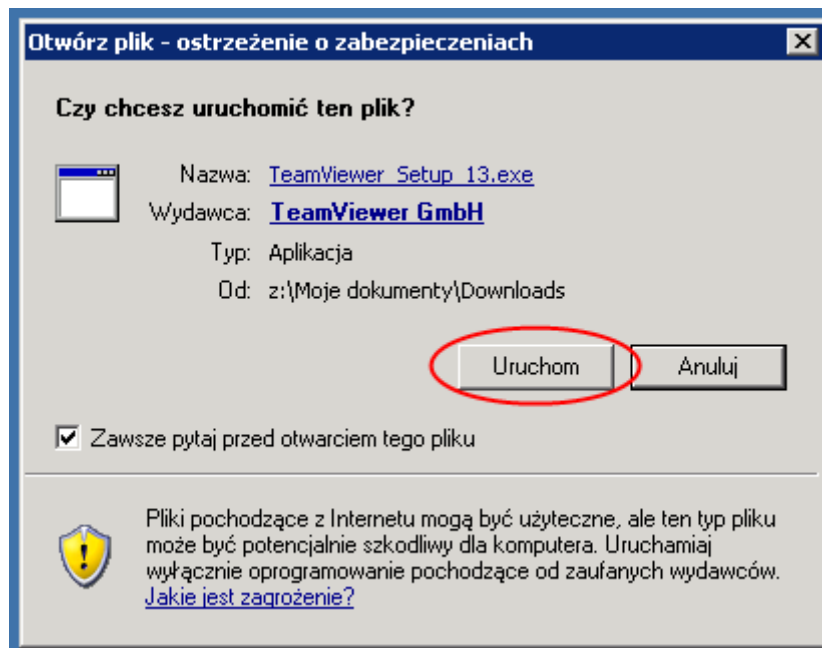 Otwórz plik - ostrzeżenie o zabezpieczeniach
Czy chcesz uruchomić ten plik?
Nazwa: TeamViewer_Setup_13.exe
Wydawca: TeamViewer GmbH
Typ: Aplikacja
Od: z:\Moje dokumenty\Downloads
Uruchom Anuluj
Zawsze pytaj przed otwarciem tego pliku
Pliki pochodzące z Internetu mogą być użyteczne, ale ten typ pliku
może być potencjalnie szkodliwy dla komputera. Uruchamiaj
wyłącznie oprogramowanie pochodzące od zaufanych wydawców.
Jakie jest zagrożenie?